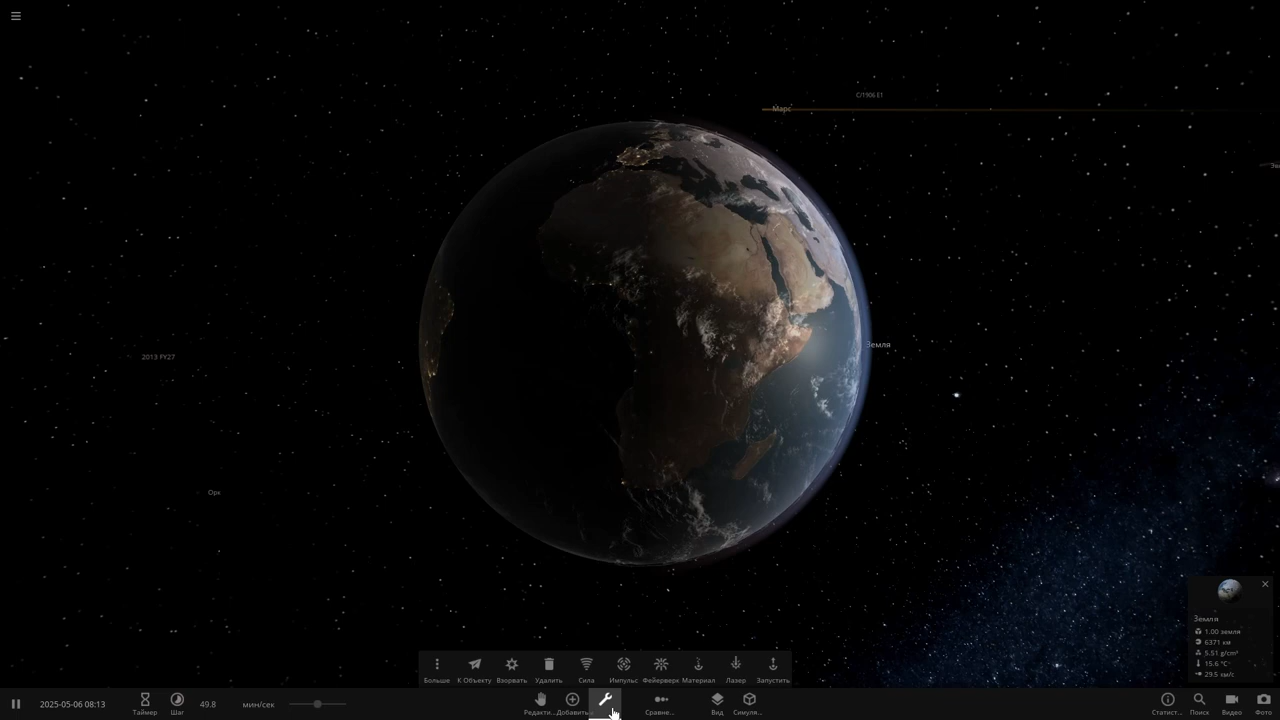 С/1906 E1
Марс
Земля
2013 FY27
Орк
Земля
1.00 земля
6371 км
5.51 g/cm³
15.6 °C
29.5 км/с
Больше
К Объекту
Взорвать
Удалить
Сила
Импульс
Фейерверк
Материал
Лазер
Запустить
2025-05-06 08:13
Таймер
Шаг
49.8
мин/сек
Редакти...
Добавить
Сравне...
Вид
Симуля...
Статист...
Поиск
Видео
Фото